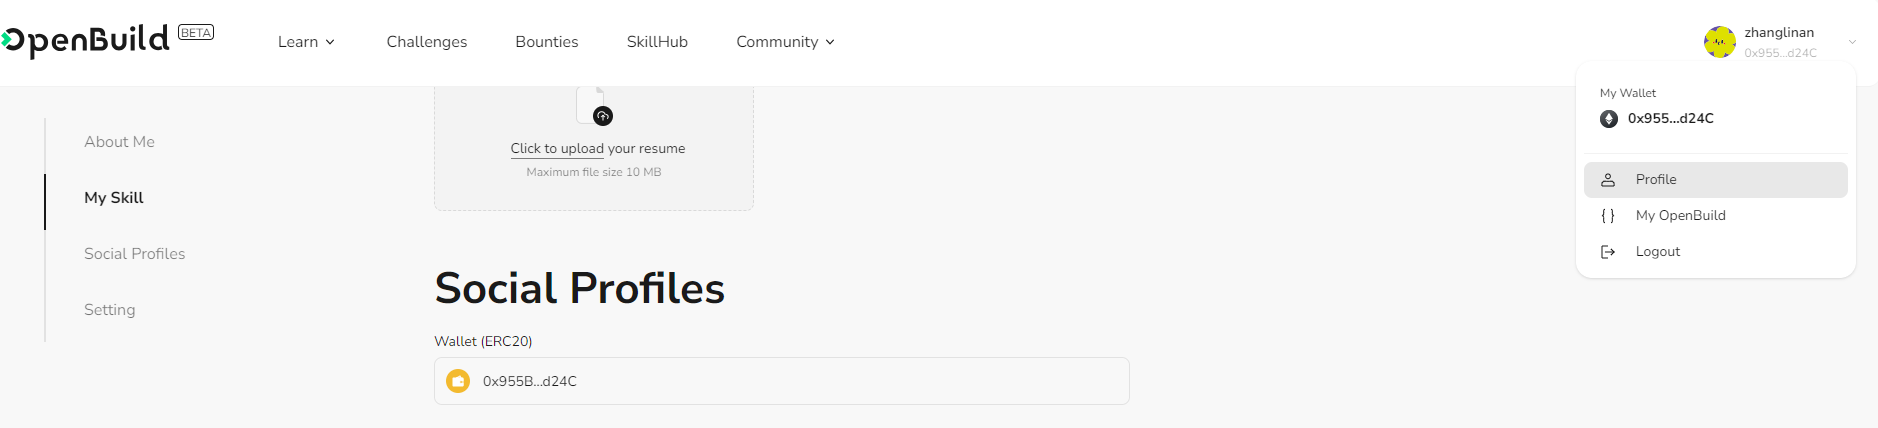 OpenBuild BETA
Learn Challenges Bounties SkillHub Community
zhanglinan
0x955...d24C
My Wallet
0x955...d24C
Profile
My OpenBuild
Logout
About Me
My Skill
Social Profiles
Setting
Click to upload your resume
Maximum file size 10 MB
Social Profiles
Wallet (ERC20)
0x955B...d24C